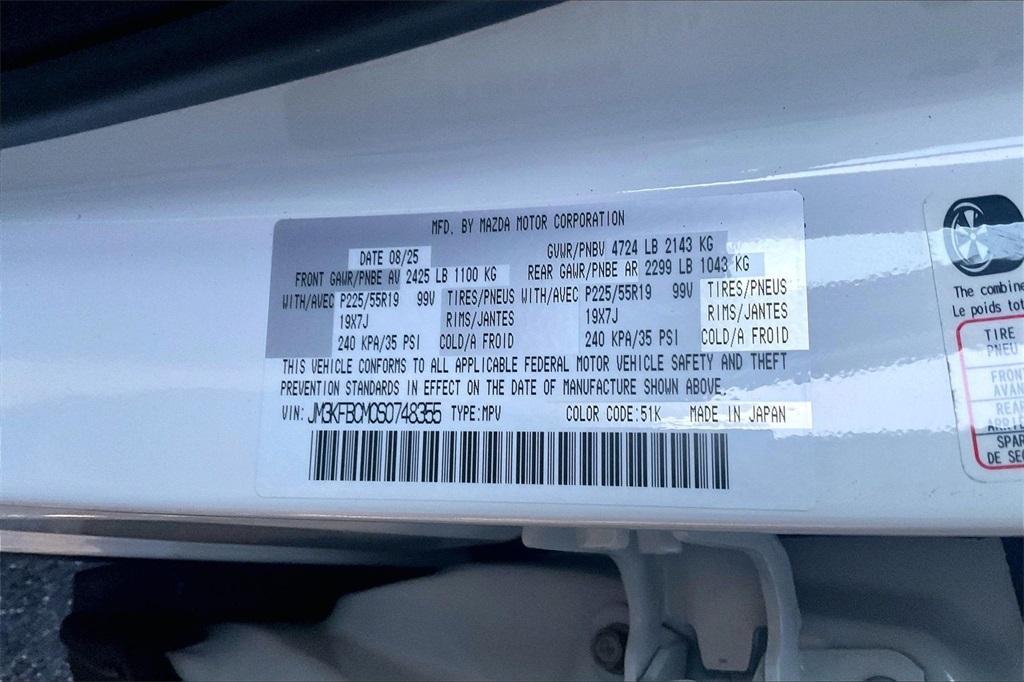 MFD. BY MAZDA MOTOR CORPORATION
DATE 08/25 GVWR/PNBV 4724 LB 2143 KG
FRONT GAWR/PNBE AV 2425 LB 1100 KG REAR GAWR/PNBE AR 2299 LB 1043 KG
WITH/AVEC P225/55R19 99V TIRES/PNEUS WITH/AVEC P225/55R19 99V TIRES/PNEUS
19X7J RIMS/JANTES 19X7J RIMS/JANTES
240 KPA/35 PSI COLD/A FROID 240 KPA/35 PSI COLD/A FROID
THIS VEHICLE CONFORMS TO ALL APPLICABLE FEDERAL MOTOR VEHICLE SAFETY AND THEFT
PREVENTION STANDARDS IN EFFECT ON THE DATE OF MANUFACTURE SHOWN ABOVE.
VIN: JM3KFBCM0S0748355 TYPE:MPV COLOR CODE:51K MADE IN JAPAN
The combine
Le poids tot
TIRE
PNEU
FRON
AVAN
REAR
ARRIE
SPAR
DE SEC